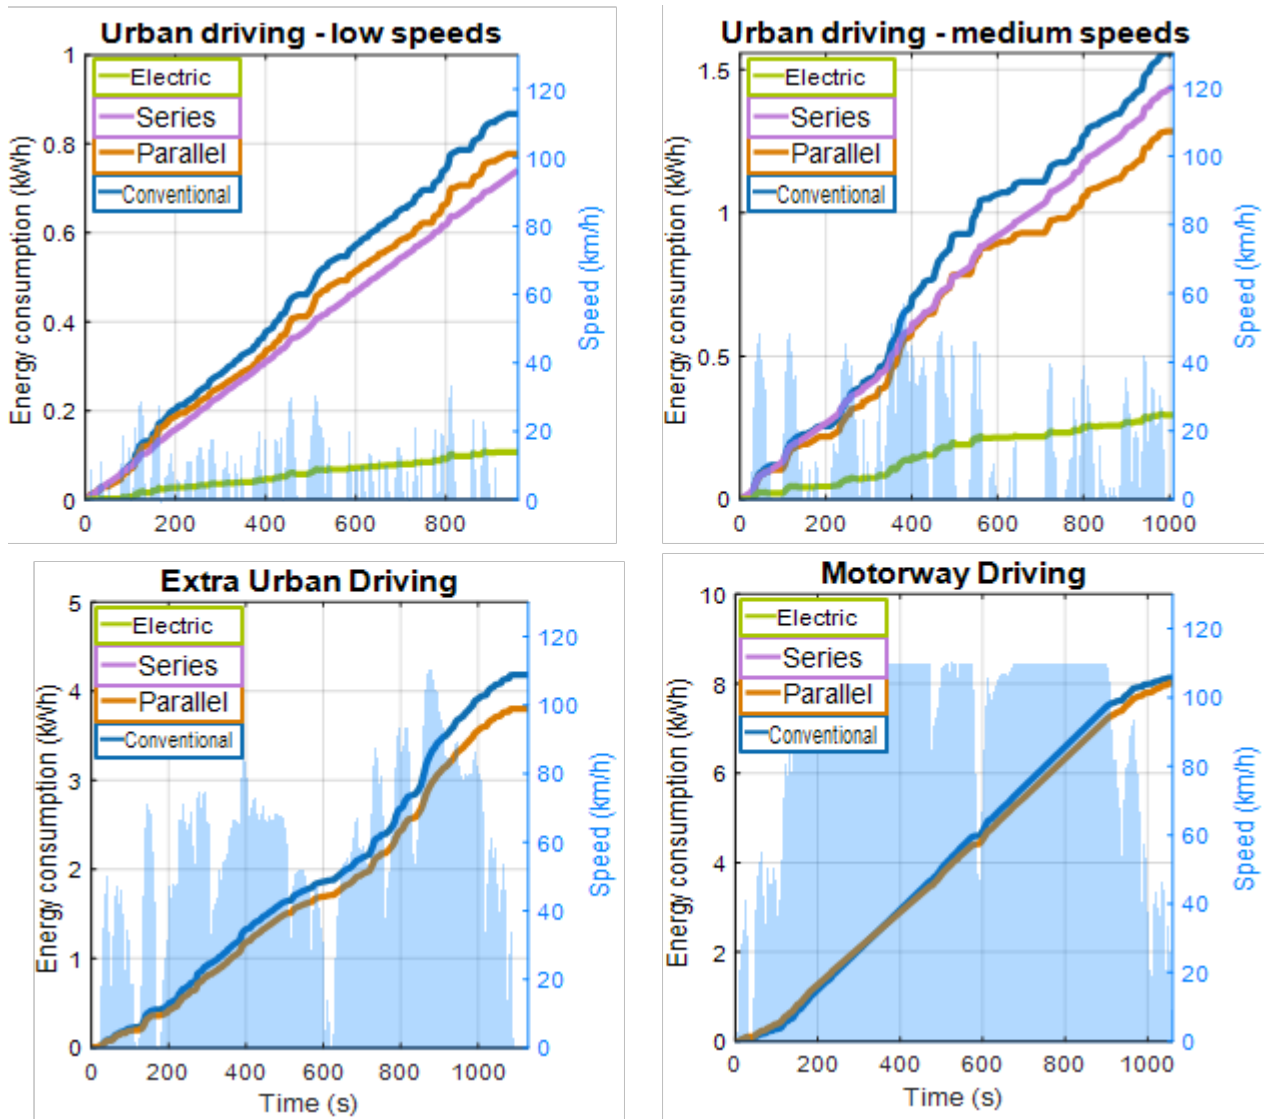 Urban driving - low speeds
Energy consumption (kWh)
1
0.8
0.6
0.4
0.2
0
Electric
Series
Parallel
Conventional
120
100
80
60
40
20
0
Speed (km/h)
0 200 400 600 800
Urban driving - medium speeds
Energy consumption (kWh)
1.5
1
0.5
0
Electric
Series
Parallel
Conventional
120
100
80
60
40
20
0
Speed (km/h)
0 200 400 600 800 1000
Extra Urban Driving
Energy consumption (kWh)
5
4
3
2
1
0
Electric
Series
Parallel
Conventional
120
100
80
60
40
20
0
Speed (km/h)
0 200 400 600 800 1000
Time (s)
Motorway Driving
Energy consumption (kWh)
10
8
6
4
2
0
Electric
Series
Parallel
Conventional
120
100
80
60
40
20
0
Speed (km/h)
0 200 400 600 800 1000
Time (s)